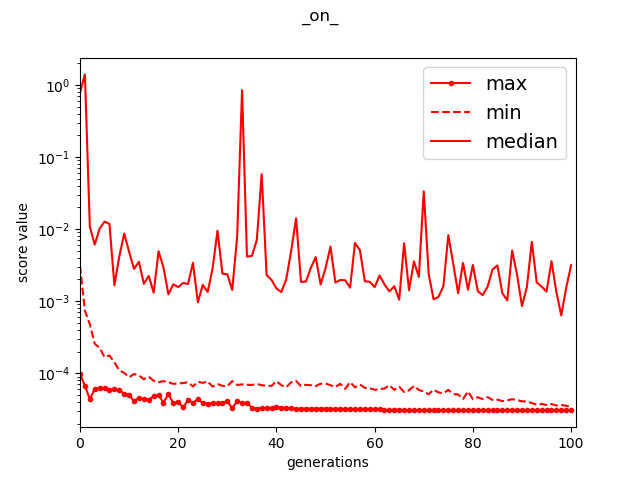 _on_
10⁰
10⁻¹
10⁻²
10⁻³
10⁻⁴
score value
max
min
median
0 20 40 60 80 100
generations